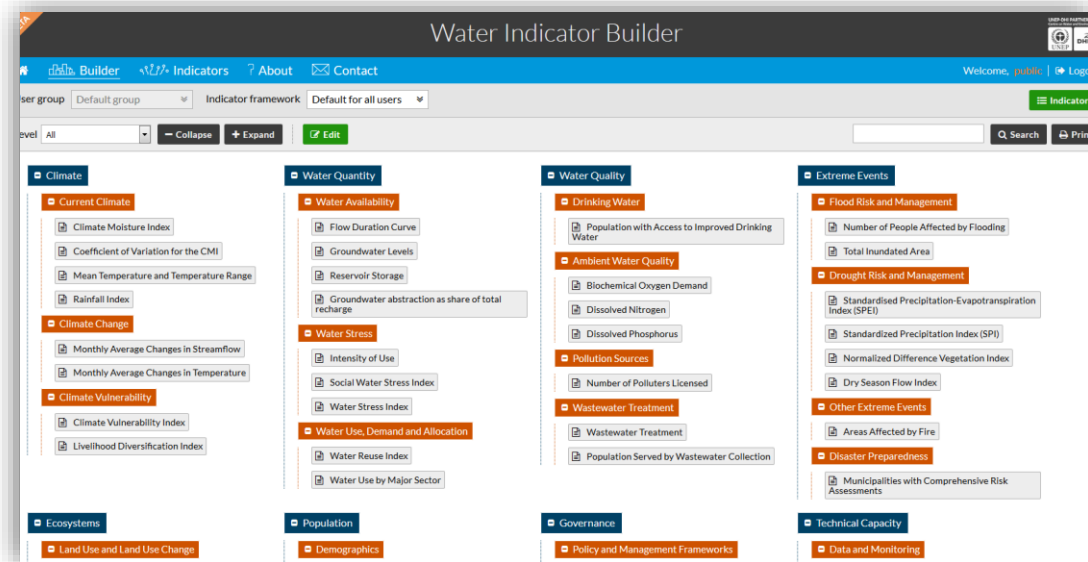 Water Indicator Builder
UNEP
Builder Indicators ? About Contact
Welcome, public
Default group
Indicator framework Default for all users
Indicator
All Collapse Expand Edit
Search
Climate
Current Climate
Climate Moisture Index
Coefficient of Variation for the CMI
Mean Temperature and Temperature Range
Rainfall Index
Climate Change
Monthly Average Changes in Streamflow
Monthly Average Changes in Temperature
Climate Vulnerability
Climate Vulnerability Index
Livelihood Diversification Index
Water Quantity
Water Availability
Flow Duration Curve
Groundwater Levels
Reservoir Storage
Groundwater abstraction as share of total
recharge
Water Stress
Intensity of Use
Social Water Stress Index
Water Stress Index
Water Use, Demand and Allocation
Water Reuse Index
Water Use by Major Sector
Water Quality
Drinking Water
Population with Access to Improved Drinking
Water
Ambient Water Quality
Biochemical Oxygen Demand
Dissolved Nitrogen
Dissolved Phosphorus
Pollution Sources
Number of Polluters Licensed
Wastewater Treatment
Wastewater Treatment
Population Served by Wastewater Collection
Extreme Events
Flood Risk and Management
Number of People Affected by Flooding
Total Inundated Area
Drought Risk and Management
Standardised Precipitation-Evapotranspiration
Index (SPEI)
Standardized Precipitation Index (SPI)
Normalized Difference Vegetation Index
Dry Season Flow Index
Other Extreme Events
Areas Affected by Fire
Disaster Preparedness
Municipalities with Comprehensive Risk
Assessments
Ecosystems
Land Use and Land Use Change
Population
Demographics
Governance
Policy and Management Frameworks
Technical Capacity
Data and Monitoring